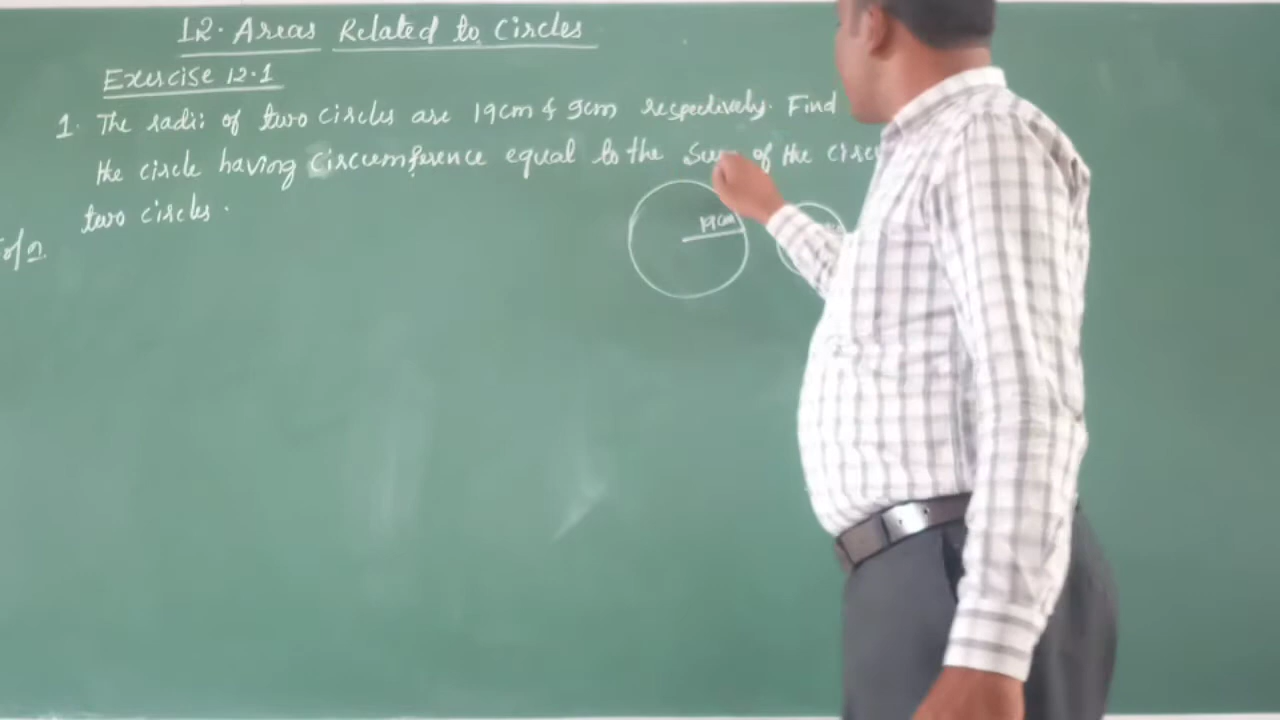 12. Areas Related to Circles
Exercise 12.1
1. The radii of two circles are 19cm & 9cm respectively. Find
the circle having circumference equal to the Sum of the circ
two circles.
19cm